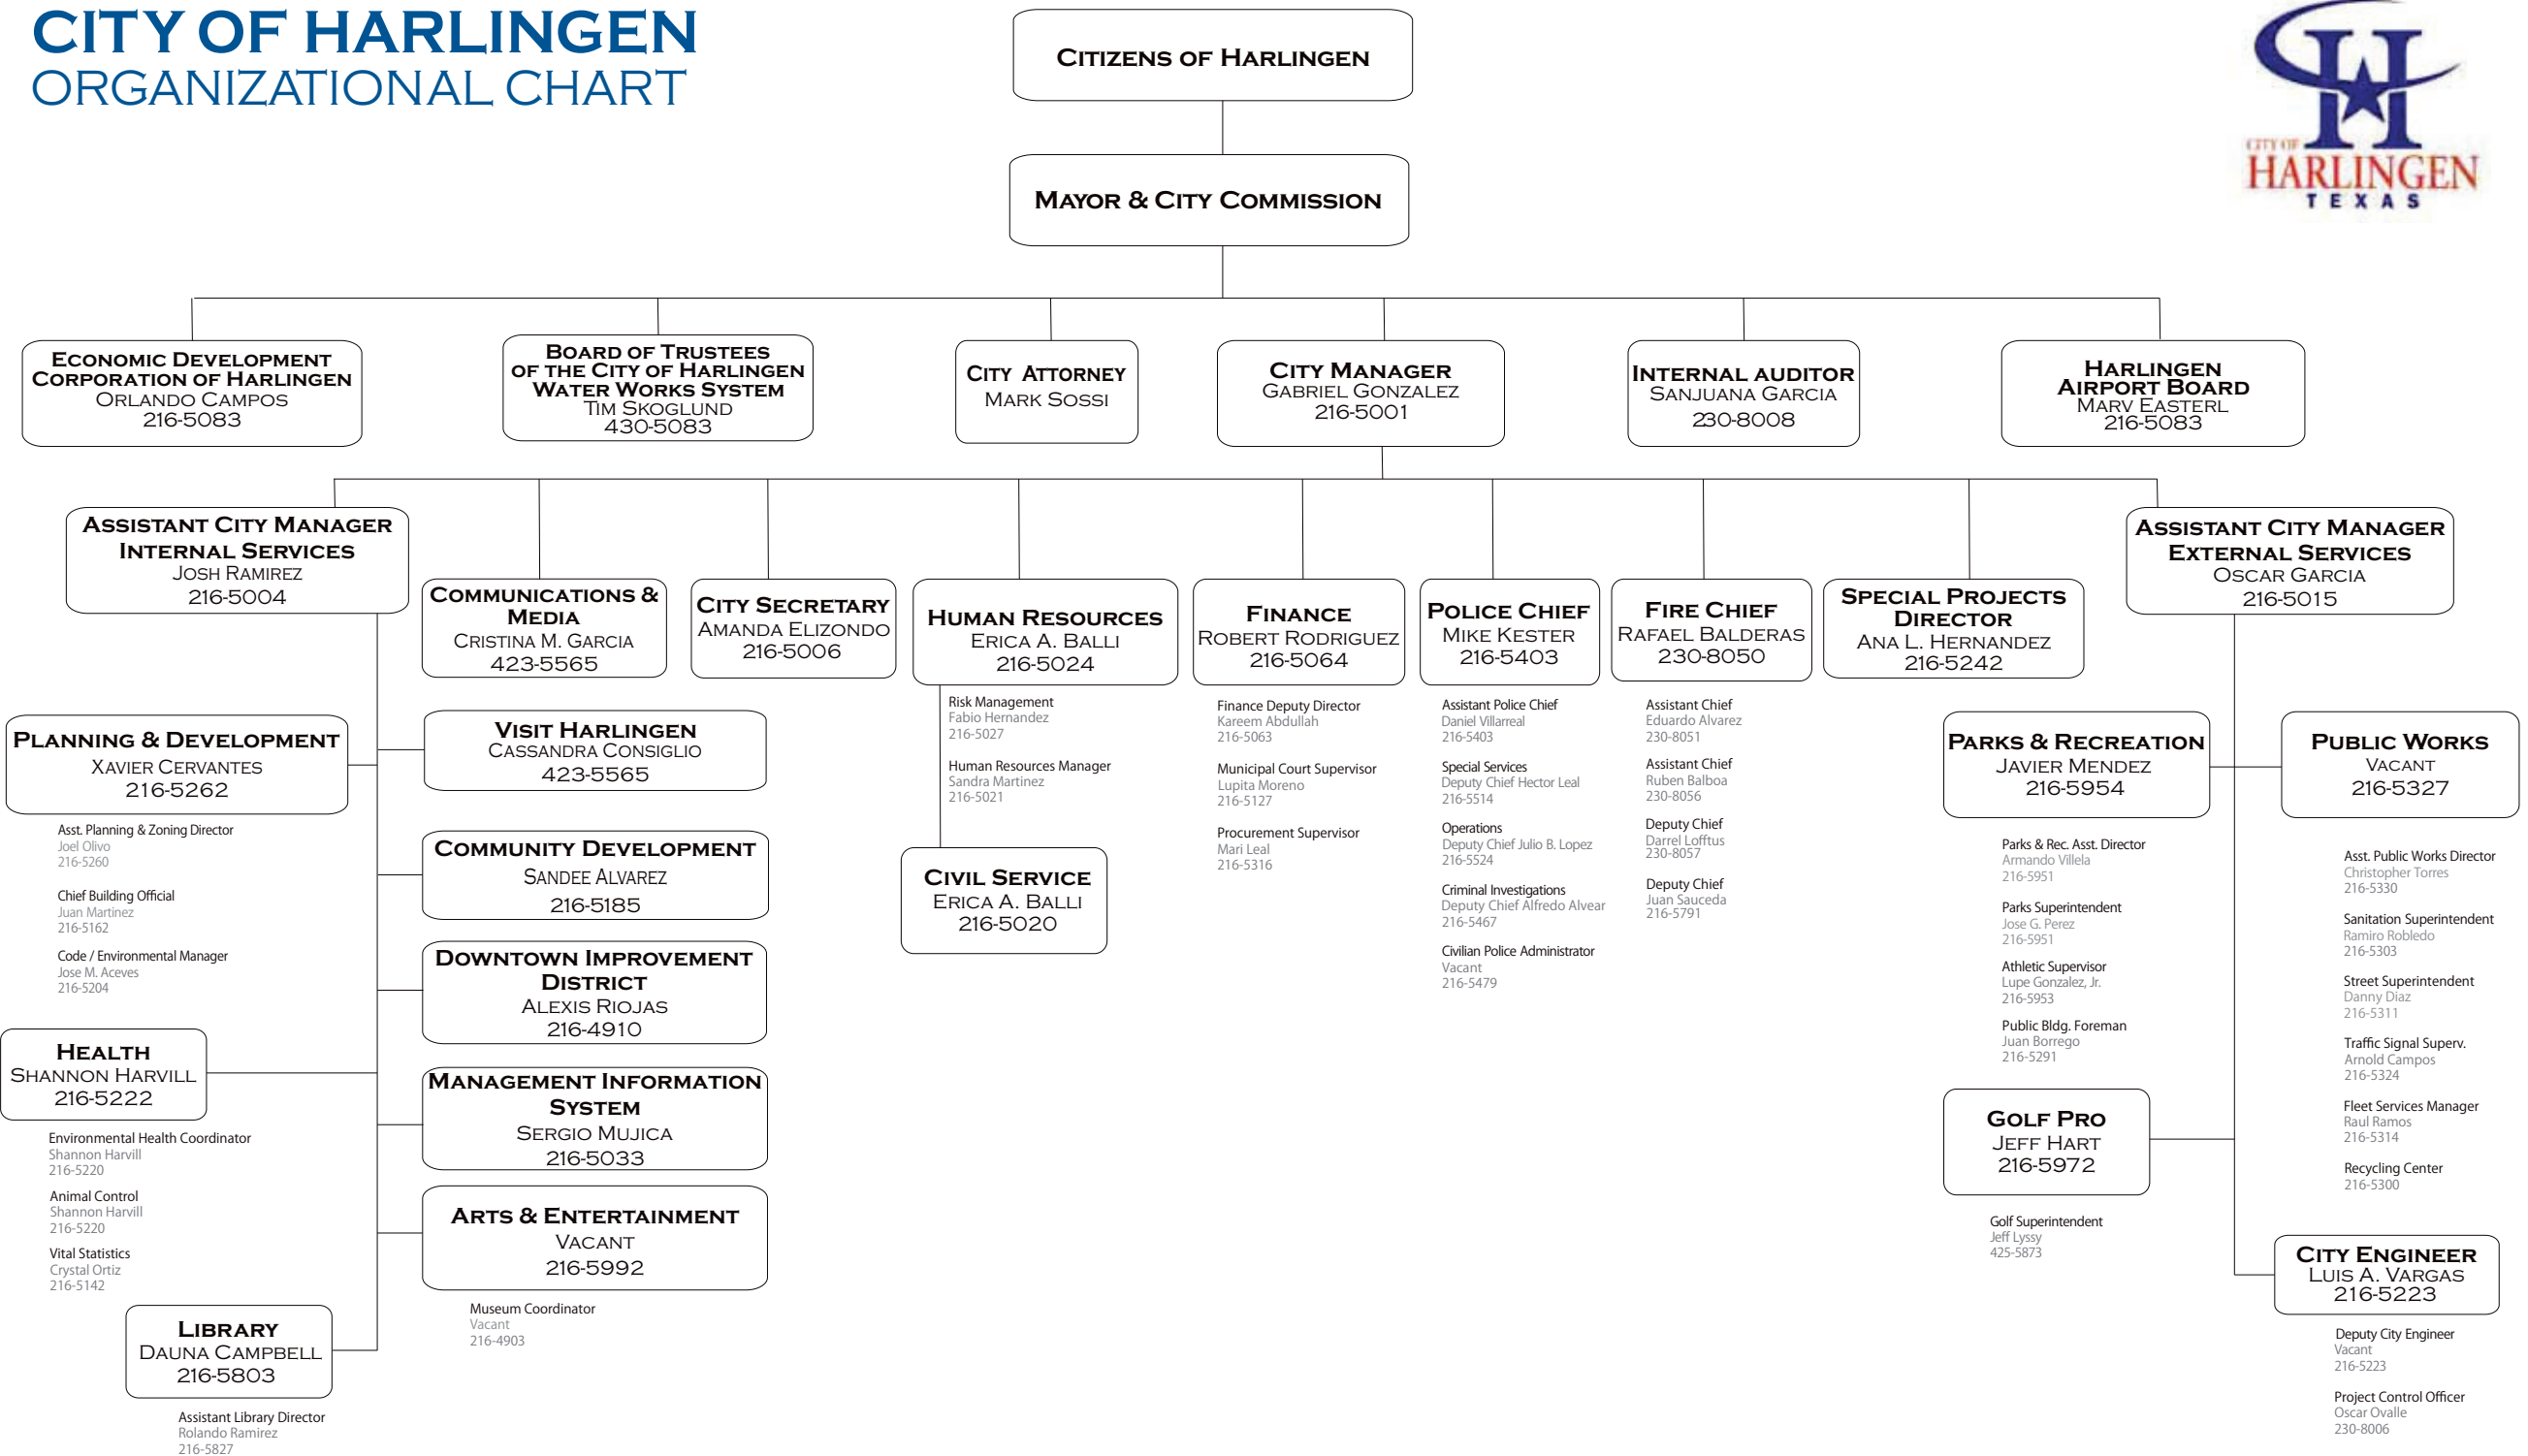 CITY OF HARLINGEN
ORGANIZATIONAL CHART
CITY OF
HARLINGEN
TEXAS
CITIZENS OF HARLINGEN
MAYOR & CITY COMMISSION
ECONOMIC DEVELOPMENT
CORPORATION OF HARLINGEN
ORLANDO CAMPOS
216-5083
BOARD OF TRUSTEES
OF THE CITY OF HARLINGEN
WATER WORKS SYSTEM
TIM SKOGLUND
430-5083
CITY ATTORNEY
MARK SOSSI
CITY MANAGER
GABRIEL GONZALEZ
216-5001
INTERNAL AUDITOR
SANJUANA GARCIA
230-8008
HARLINGEN
AIRPORT BOARD
MARV EASTERL
216-5083
ASSISTANT CITY MANAGER
INTERNAL SERVICES
JOSH RAMIREZ
216-5004
COMMUNICATIONS &
MEDIA
CRISTINA M. GARCIA
423-5565
CITY SECRETARY
AMANDA ELIZONDO
216-5006
HUMAN RESOURCES
ERICA A. BALLI
216-5024
FINANCE
ROBERT RODRIGUEZ
216-5064
POLICE CHIEF
MIKE KESTER
216-5403
FIRE CHIEF
RAFAEL BALDERAS
230-8050
SPECIAL PROJECTS
DIRECTOR
ANA L. HERNANDEZ
216-5242
ASSISTANT CITY MANAGER
EXTERNAL SERVICES
OSCAR GARCIA
216-5015
PLANNING & DEVELOPMENT
XAVIER CERVANTES
216-5262
Asst. Planning & Zoning Director
Joel Olivo
216-5260
Chief Building Official
Juan Martinez
216-5162
Code / Environmental Manager
Jose M. Aceves
216-5204
HEALTH
SHANNON HARVILL
216-5222
Environmental Health Coordinator
Shannon Harvill
216-5220
Animal Control
Shannon Harvill
216-5220
Vital Statistics
Crystal Ortiz
216-5142
LIBRARY
DAUNA CAMPBELL
216-5803
Assistant Library Director
Rolando Ramirez
216-5827
VISIT HARLINGEN
CASSANDRA CONSIGLIO
423-5565
COMMUNITY DEVELOPMENT
SANDEE ALVAREZ
216-5185
DOWNTOWN IMPROVEMENT
DISTRICT
ALEXIS RIOJAS
216-4910
MANAGEMENT INFORMATION
SYSTEM
SERGIO MUJICA
216-5033
ARTS & ENTERTAINMENT
VACANT
216-5992
Museum Coordinator
Vacant
216-4903
Risk Management
Fabio Hernandez
216-5027
Human Resources Manager
Sandra Martinez
216-5021
CIVIL SERVICE
ERICA A. BALLI
216-5020
Finance Deputy Director
Kareem Abdullah
216-5063
Municipal Court Supervisor
Lupita Moreno
216-5127
Procurement Supervisor
Mari Leal
216-5316
Assistant Police Chief
Daniel Villarreal
216-5403
Special Services
Deputy Chief Hector Leal
216-5514
Operations
Deputy Chief Julio B. Lopez
216-5524
Criminal Investigations
Deputy Chief Alfredo Alvear
216-5467
Civilian Police Administrator
Vacant
216-5479
Assistant Chief
Eduardo Alvarez
230-8051
Assistant Chief
Ruben Balboa
230-8056
Deputy Chief
Darrel Lofftus
230-8057
Deputy Chief
Juan Sauceda
216-5791
PARKS & RECREATION
JAVIER MENDEZ
216-5954
Parks & Rec. Asst. Director
Armando Villela
216-5951
Parks Superintendent
Jose G. Perez
216-5951
Athletic Supervisor
Lupe Gonzalez, Jr.
216-5953
Public Bldg. Foreman
Juan Borrego
216-5291
GOLF PRO
JEFF HART
216-5972
Golf Superintendent
Jeff Lyssy
425-5873
PUBLIC WORKS
VACANT
216-5327
Asst. Public Works Director
Christopher Torres
216-5330
Sanitation Superintendent
Ramiro Robledo
216-5303
Street Superintendent
Danny Diaz
216-5311
Traffic Signal Superv.
Arnold Campos
216-5324
Fleet Services Manager
Raul Ramos
216-5314
Recycling Center
216-5300
CITY ENGINEER
LUIS A. VARGAS
216-5223
Deputy City Engineer
Vacant
216-5223
Project Control Officer
Oscar Ovalle
230-8006